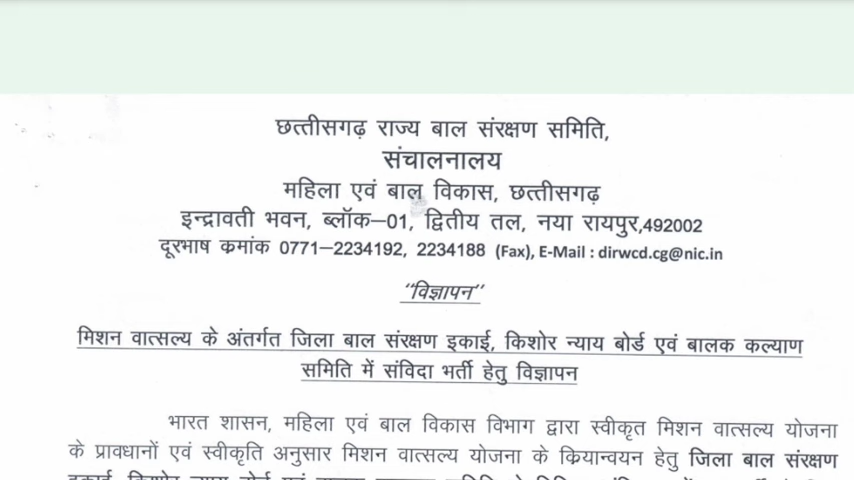 छत्तीसगढ़ राज्य बाल संरक्षण समिति,
संचालनालय
महिला एवं बाल विकास, छत्तीसगढ़
इन्द्रावती भवन, ब्लॉक–01, द्वितीय तल, नया रायपुर,492002
दूरभाष क्रमांक 0771–2234192, 2234188 (Fax), E-Mail : dirwcd.cg@nic.in
“विज्ञापन”
मिशन वात्सल्य के अंतर्गत जिला बाल संरक्षण इकाई, किशोर न्याय बोर्ड एवं बालक कल्याण
समिति में संविदा भर्ती हेतु विज्ञापन
भारत शासन, महिला एवं बाल विकास विभाग द्वारा स्वीकृत मिशन वात्सल्य योजना
के प्रावधानों एवं स्वीकृति अनुसार मिशन वात्सल्य योजना के क्रियान्वयन हेतु जिला बाल संरक्षण